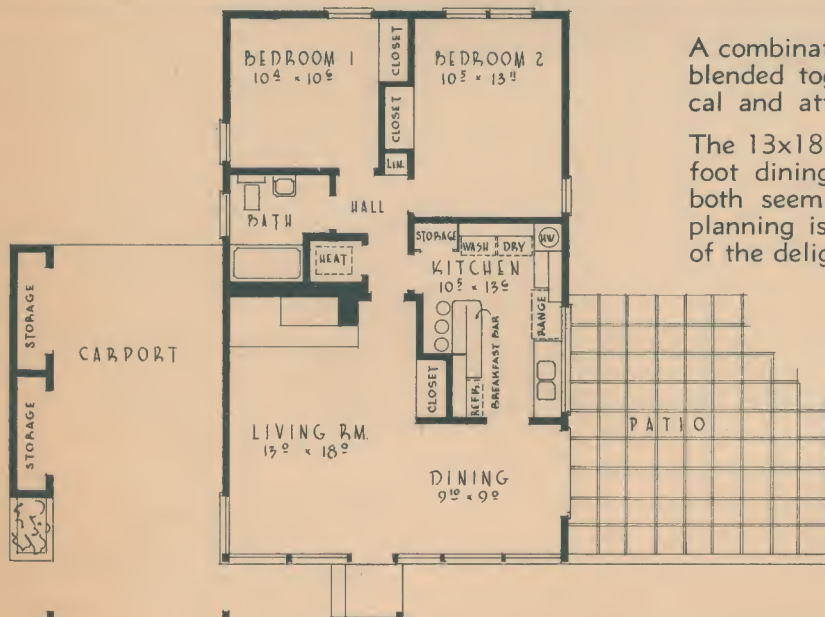 BEDROOM 1
10⁴ x 10⁶
CLOSET
CLOSET
LIN.
BEDROOM 2
10⁵ x 13¹¹
BATH
HALL
HEAT
STORAGE
WASH
DRY
HW
KITCHEN
10⁵ x 13⁶
RANGE
BREAKFAST BAR
REFR.
CLOSET
STORAGE
STORAGE
CARPORT
LIVING RM.
13⁰ x 18⁰
DINING
9¹⁰ x 9⁰
PATIO
A combinat
blended tog
cal and att
The 13x18
foot dining
both seem
planning is
of the delig